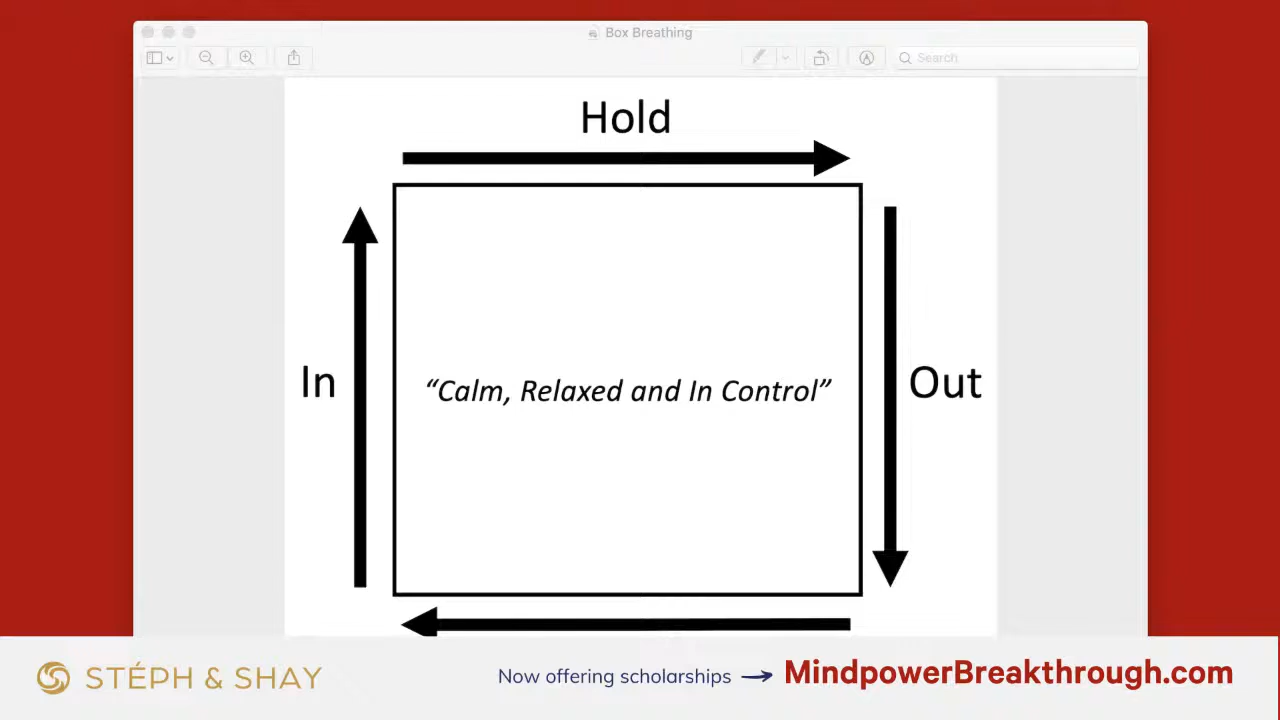 Box Breathing
Search
Hold
In
“Calm, Relaxed and In Control”
Out
STÉPH & SHAY
Now offering scholarships
MindpowerBreakthrough.com